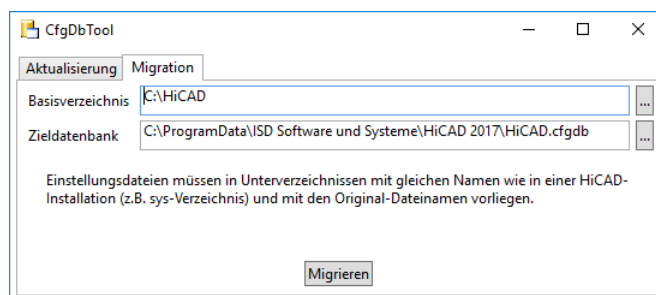 CfgDbTool
Aktualisierung Migration
Basisverzeichnis C:\HiCAD ...
Zieldatenbank C:\ProgramData\ISD Software und Systeme\HiCAD 2017\HiCAD.cfgdb ...
Einstellungsdateien müssen in Unterverzeichnissen mit gleichen Namen wie in einer HiCAD-
Installation (z.B. sys-Verzeichnis) und mit den Original-Dateinamen vorliegen.
Migrieren